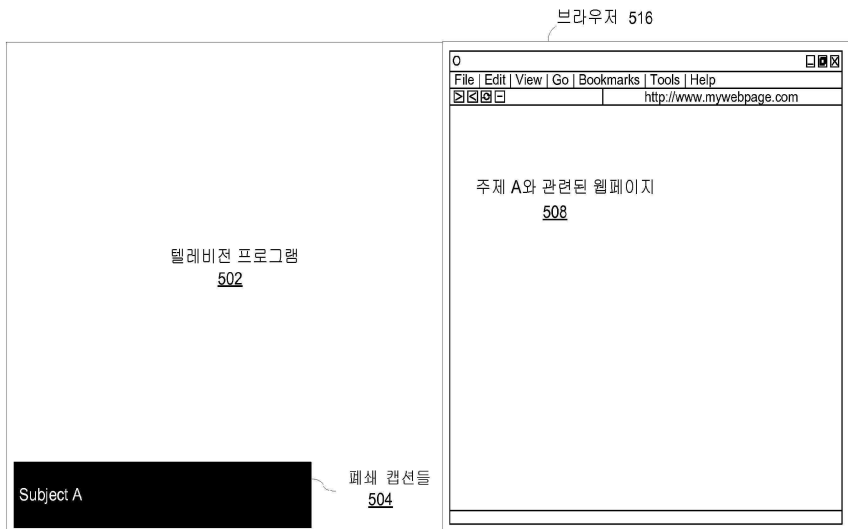 브라우저 516
O
File | Edit | View | Go | Bookmarks | Tools | Help
http://www.mywebpage.com
주제 A와 관련된 웹페이지
508
텔레비전 프로그램
502
Subject A
폐쇄 캡션들
504